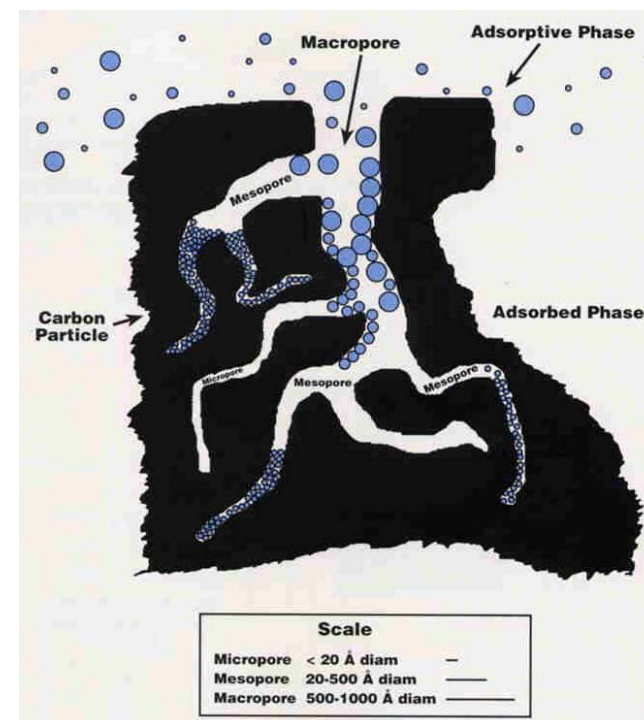 Adsorptive Phase
Macropore
Mesopore
Carbon
Particle
Adsorbed Phase
Micropore
Mesopore
Mesopore
Scale
Micropore < 20 Å diam
Mesopore 20-500 Å diam
Macropore 500-1000 Å diam